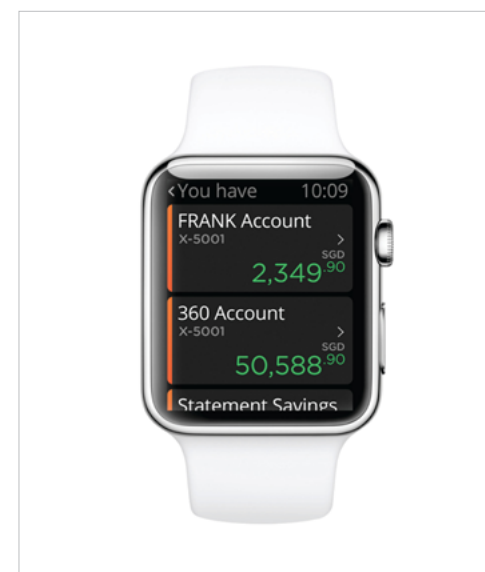 <You have 10:09
FRANK Account
X-5001 >
SGD
2,349.90
360 Account
X-5001 >
SGD
50,588.90
Statement Savings